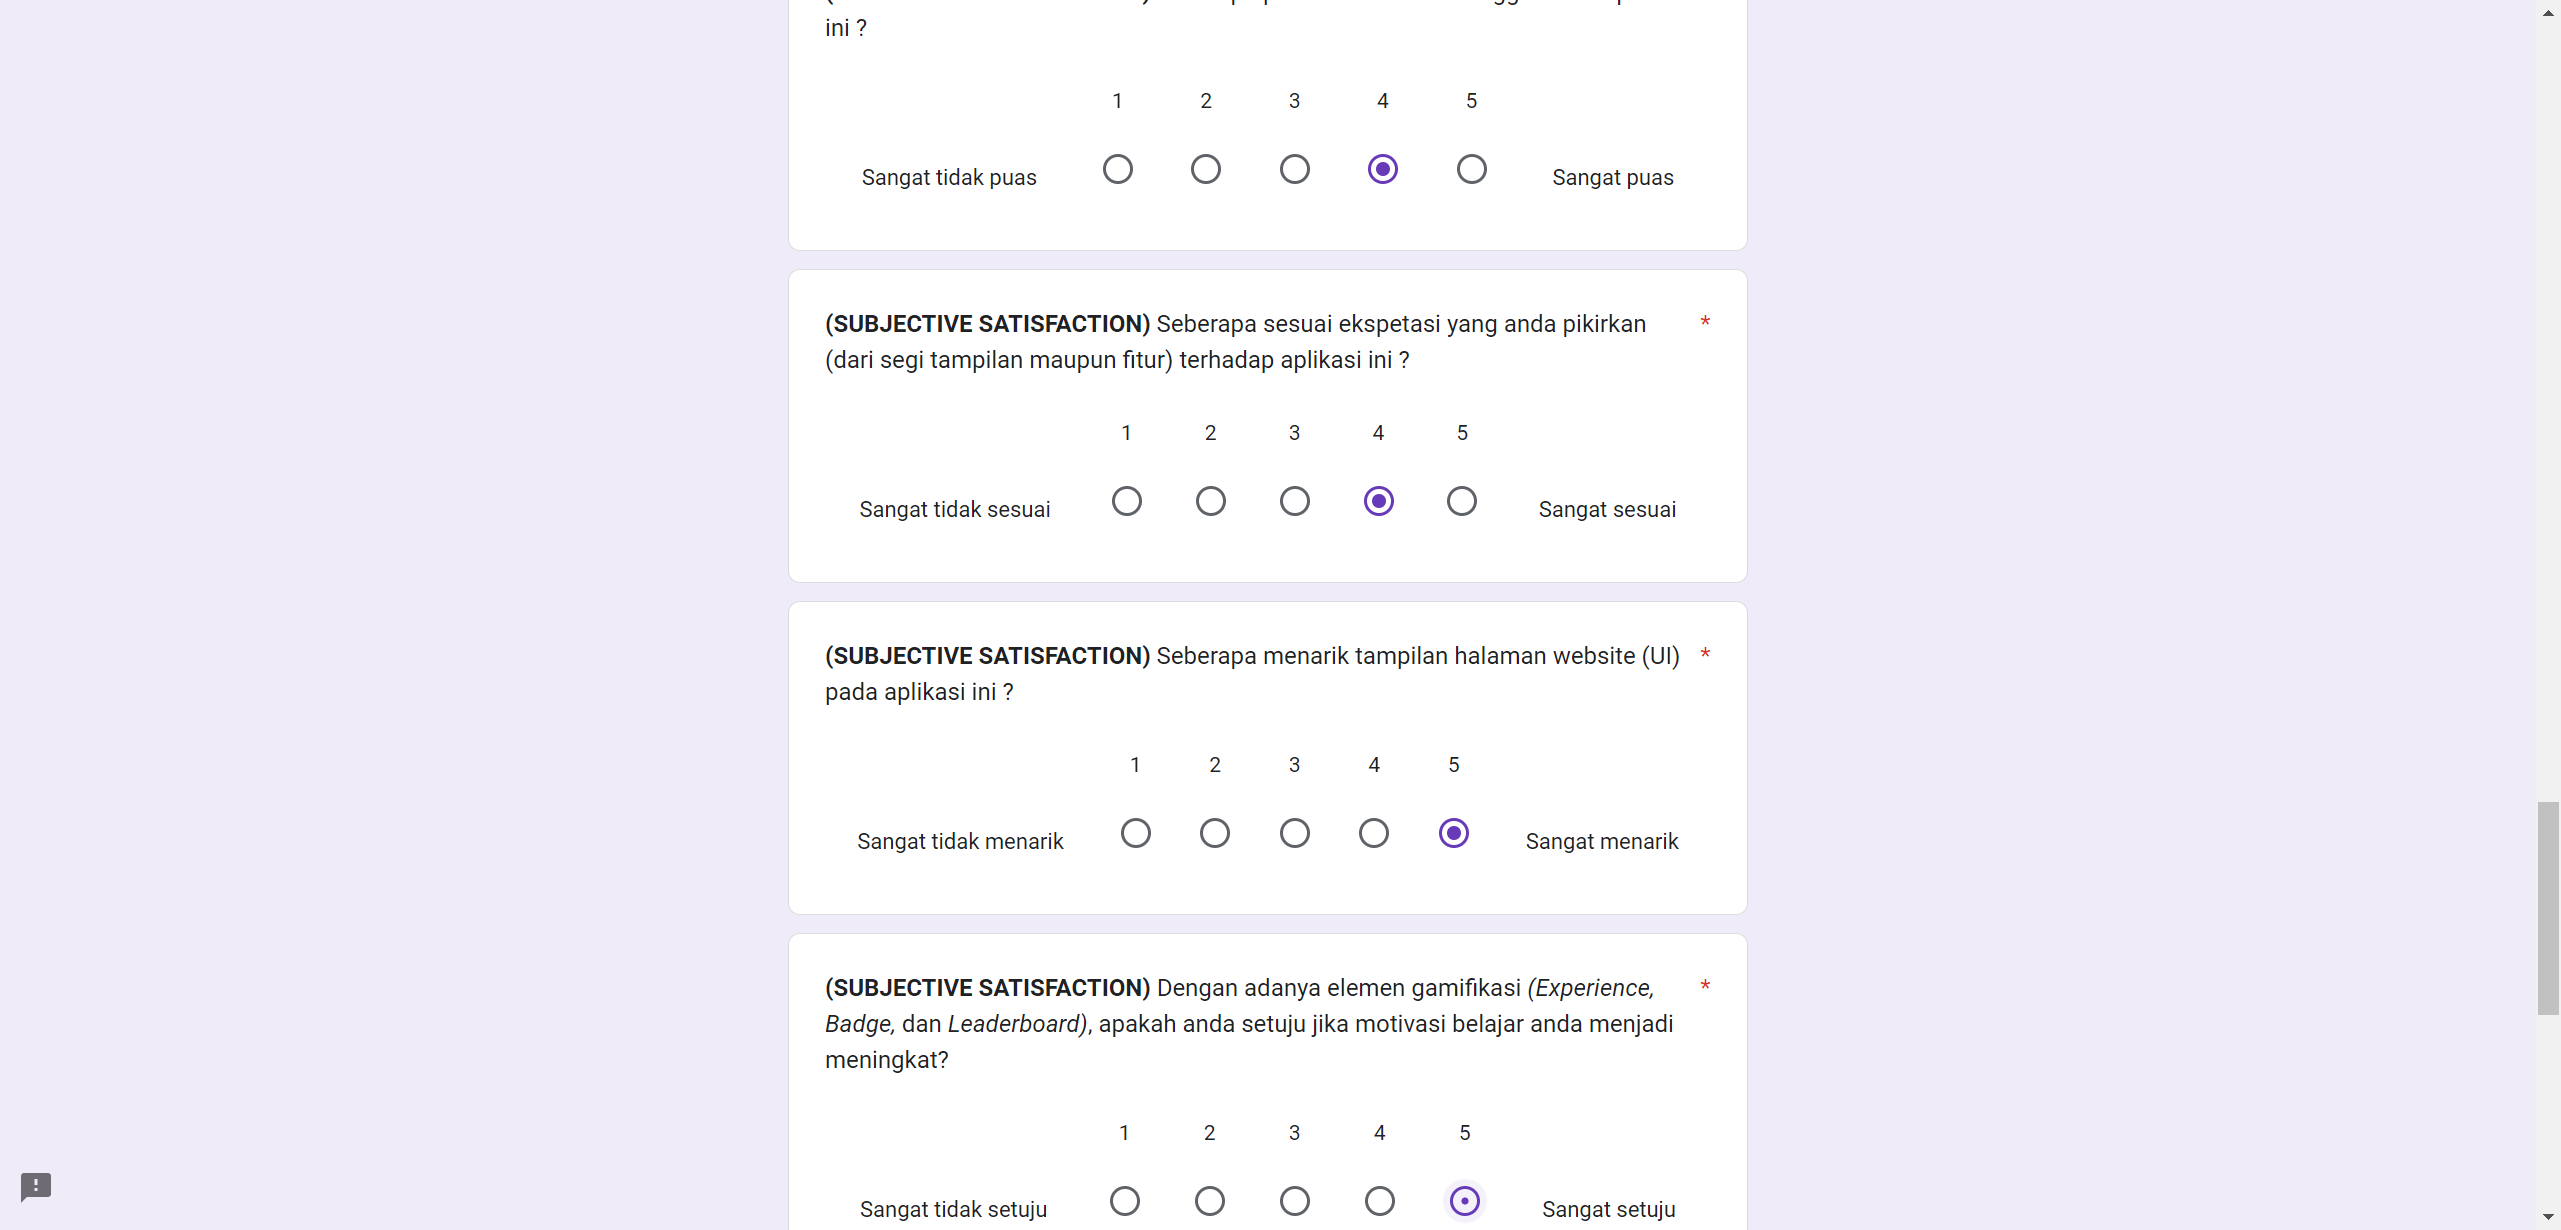 ini ?
1 2 3 4 5
Sangat tidak puas Sangat puas
(SUBJECTIVE SATISFACTION) Seberapa sesuai ekspetasi yang anda pikirkan *
(dari segi tampilan maupun fitur) terhadap aplikasi ini ?
1 2 3 4 5
Sangat tidak sesuai Sangat sesuai
(SUBJECTIVE SATISFACTION) Seberapa menarik tampilan halaman website (UI) *
pada aplikasi ini ?
1 2 3 4 5
Sangat tidak menarik Sangat menarik
(SUBJECTIVE SATISFACTION) Dengan adanya elemen gamifikasi (Experience, *
Badge, dan Leaderboard), apakah anda setuju jika motivasi belajar anda menjadi
meningkat?
1 2 3 4 5
Sangat tidak setuju Sangat setuju